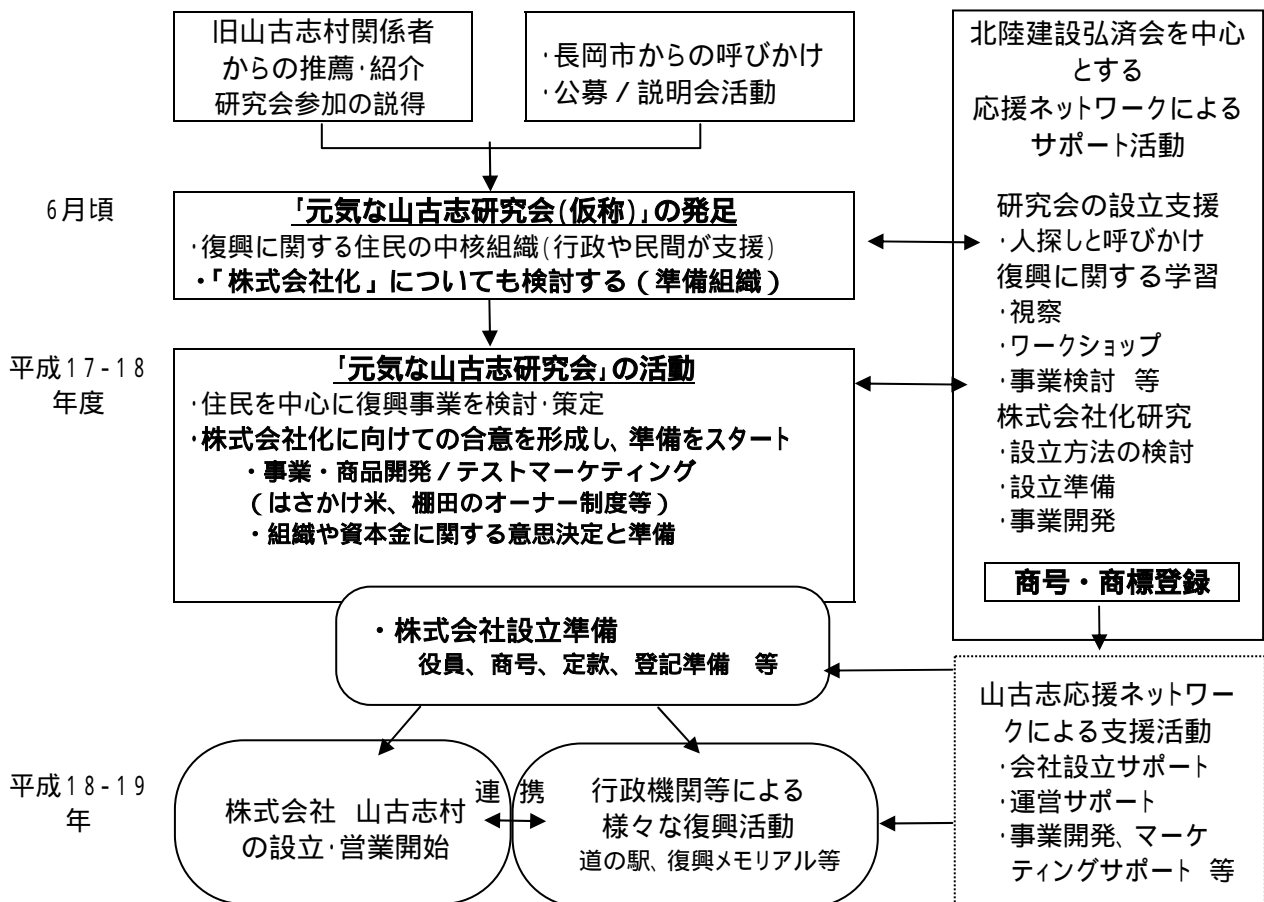 旧山古志村関係者
からの推薦・紹介
研究会参加の説得
・長岡市からの呼びかけ
・公募/説明会活動
6月頃
「元気な山古志研究会(仮称)」の発足
・復興に関する住民の中核組織(行政や民間が支援)
・「株式会社化」についても検討する(準備組織)
平成17-18
年度
「元気な山古志研究会」の活動
・住民を中心に復興事業を検討・策定
・株式会社化に向けての合意を形成し、準備をスタート
・事業・商品開発/テストマーケティング
(はさかけ米、棚田のオーナー制度等)
・組織や資本金に関する意思決定と準備
・株式会社設立準備
役員、商号、定款、登記準備 等
平成18-19
年
株式会社 山古志村
の設立・営業開始
連 携
行政機関等による
様々な復興活動
道の駅、復興メモリアル等
北陸建設弘済会を中心
とする
応援ネットワークによる
サポート活動
研究会の設立支援
・人探しと呼びかけ
復興に関する学習
・視察
・ワークショップ
・事業検討 等
株式会社化研究
・設立方法の検討
・設立準備
・事業開発
商号・商標登録
山古志応援ネットワー
クによる支援活動
・会社設立サポート
・運営サポート
・事業開発、マーケ
ティングサポート 等